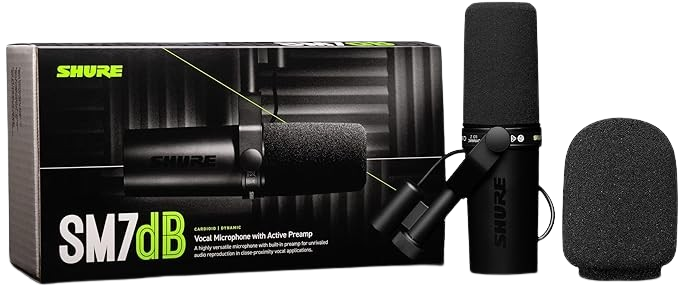 SHURE
SHURE
SM7dB
CARDIOID | DYNAMIC
Vocal Microphone with Active Preamp
A highly versatile microphone with built-in preamp for unrivaled
audio reproduction in close-proximity vocal applications.
SHURE